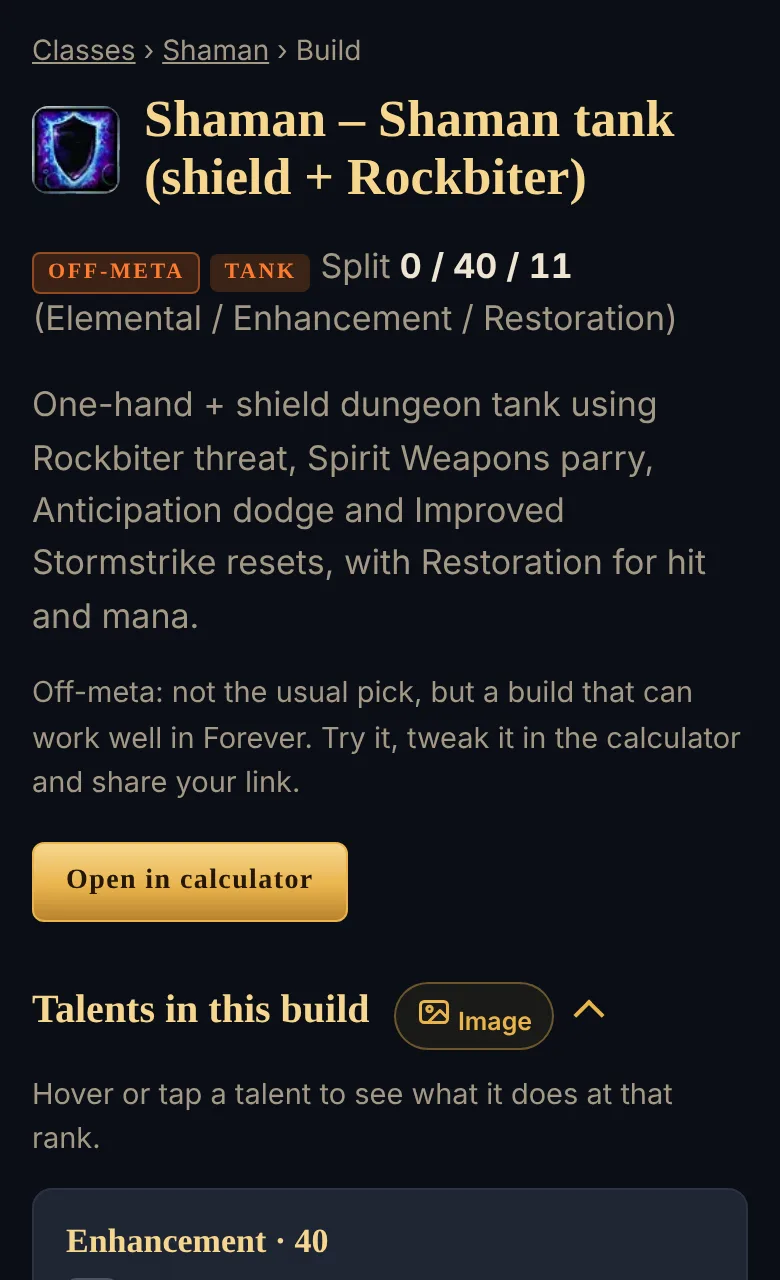 Classes › Shaman › Build
Shaman – Shaman tank
(shield + Rockbiter)
OFF-META TANK Split 0 / 40 / 11
(Elemental / Enhancement / Restoration)
One-hand + shield dungeon tank using
Rockbiter threat, Spirit Weapons parry,
Anticipation dodge and Improved
Stormstrike resets, with Restoration for hit
and mana.
Off-meta: not the usual pick, but a build that can
work well in Forever. Try it, tweak it in the calculator
and share your link.
Open in calculator
Talents in this build Image
Hover or tap a talent to see what it does at that
rank.
Enhancement · 40